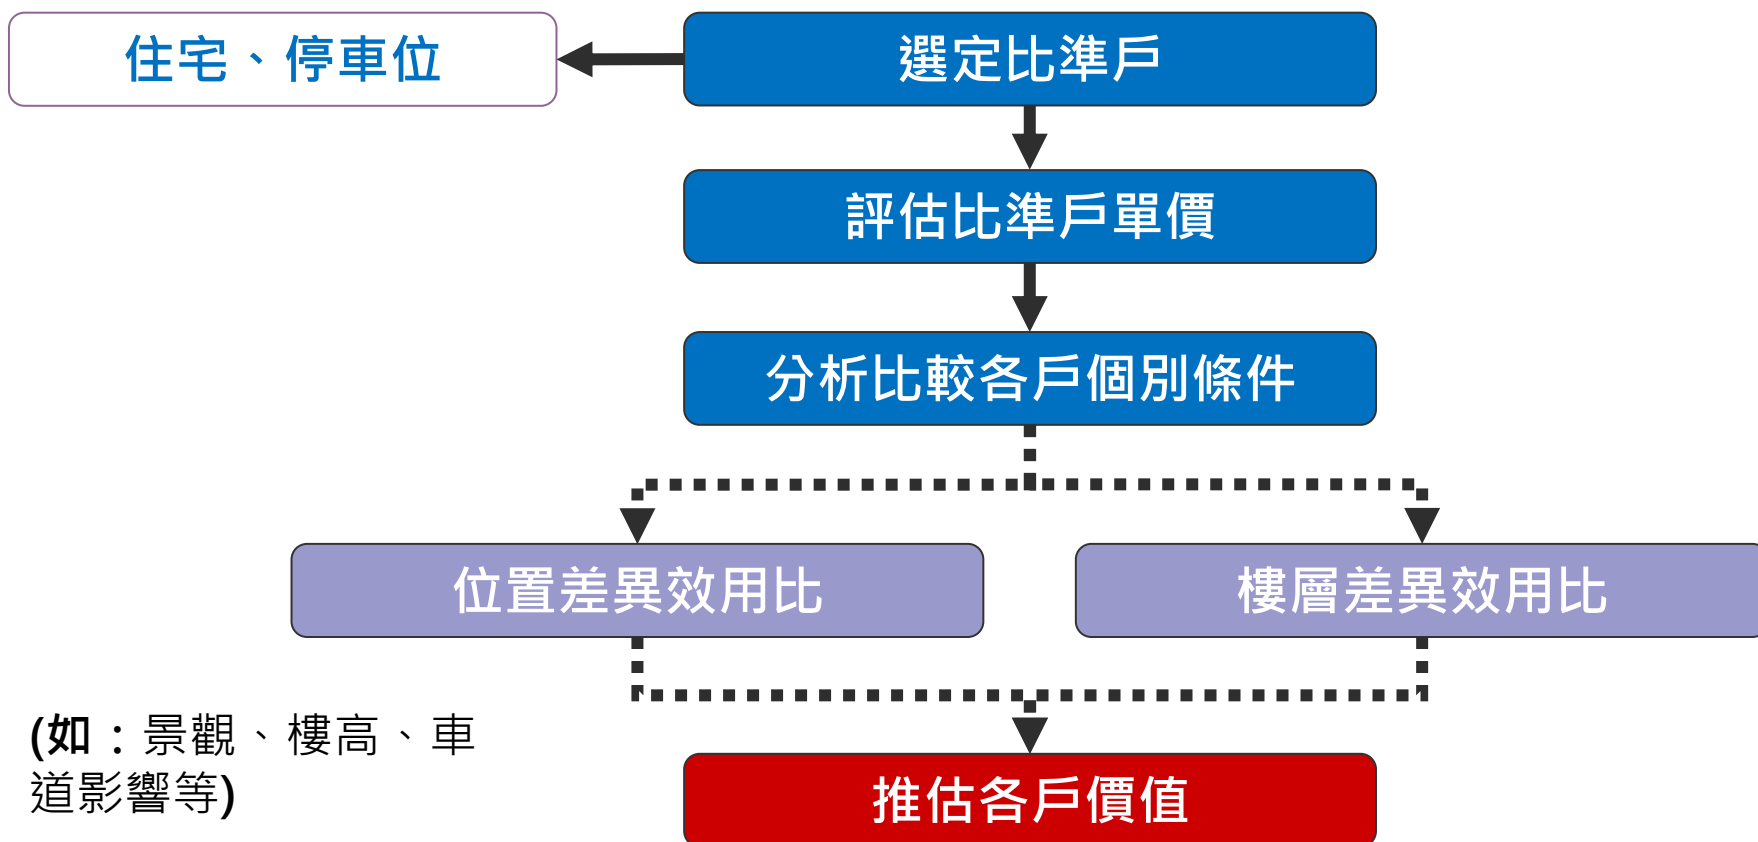 住宅、停車位
選定比準戶
評估比準戶單價
分析比較各戶個別條件
位置差異效用比
樓層差異效用比
(如：景觀、樓高、車
道影響等)
推估各戶價值